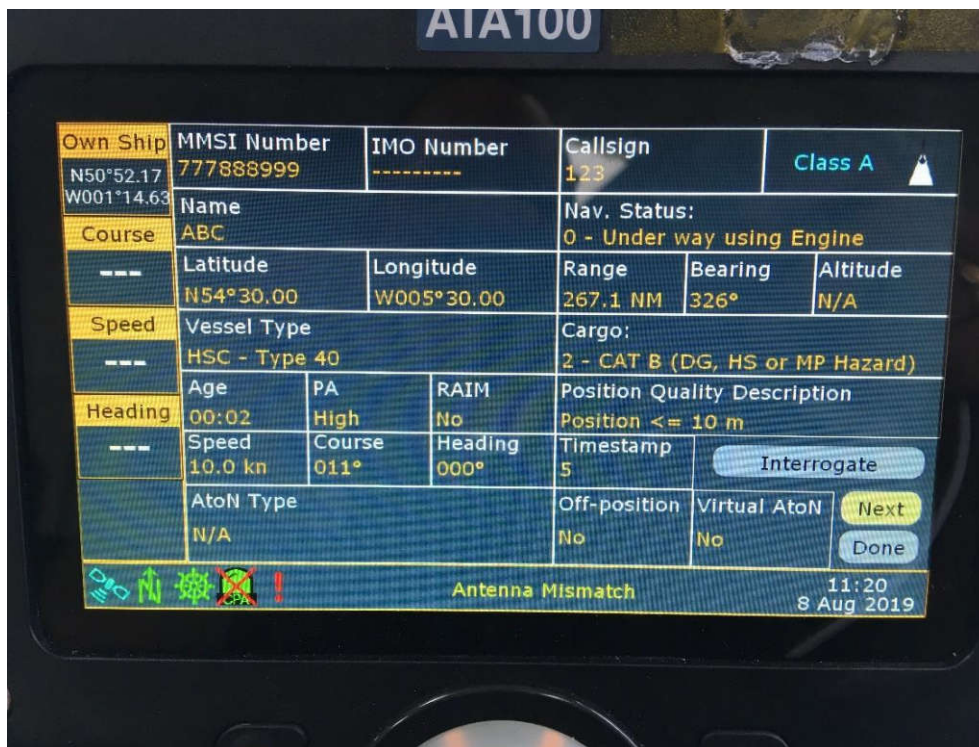 ATA100
Own Ship
N50°52.17
W001°14.63
Course
---
Speed
---
Heading
---
MMSI Number
777888999
IMO Number
---------
Callsign
123
Class A
Name
ABC
Nav. Status:
0 - Under way using Engine
Latitude
N54°30.00
Longitude
W005°30.00
Range
267.1 NM
Bearing
326°
Altitude
N/A
Vessel Type
HSC - Type 40
Cargo:
2 - CAT B (DG, HS or MP Hazard)
Age
00:02
PA
High
RAIM
No
Position Quality Description
Position <= 10 m
Speed
10.0 kn
Course
011°
Heading
000°
Timestamp
5
Interrogate
AtoN Type
N/A
Off-position
No
Virtual AtoN
No
Next
Done
CPA
!
Antenna Mismatch
11:20
8 Aug 2019